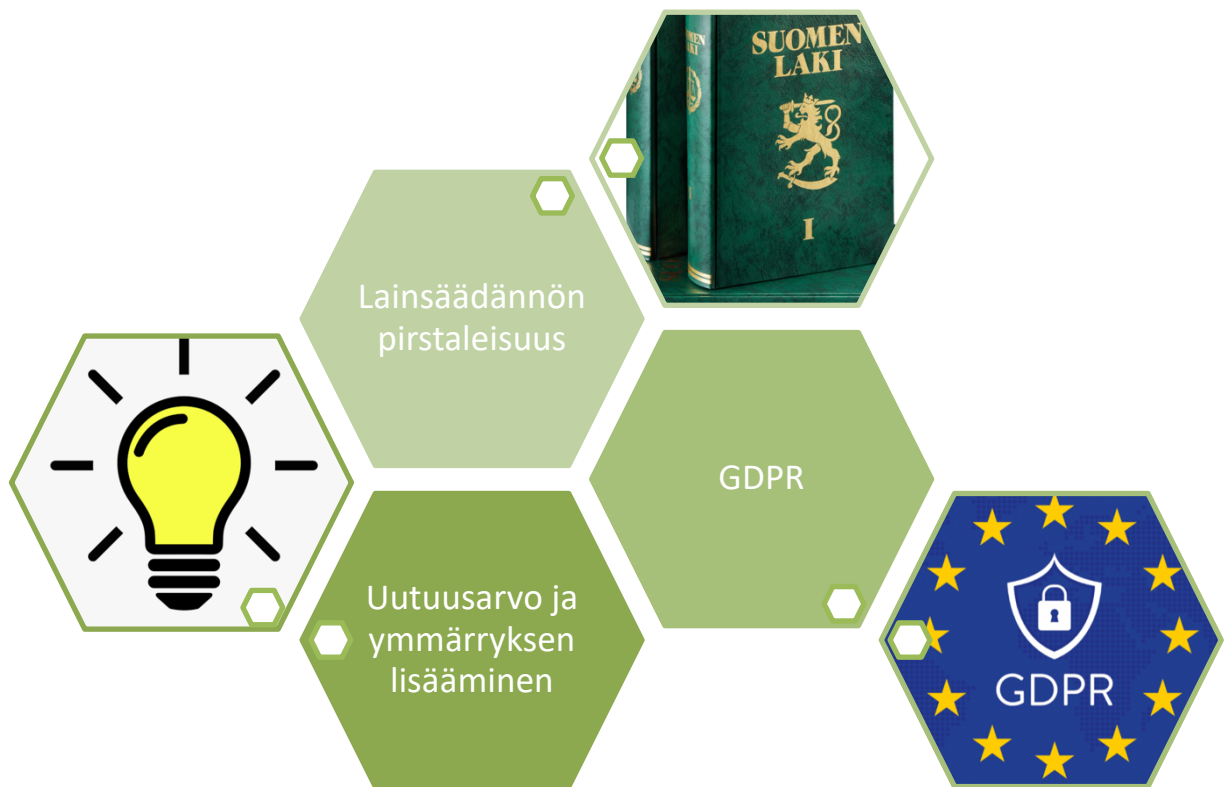 SUOMEN
LAKI
I
Lainsäädännön
pirstaleisuus
GDPR
Uutuusarvo ja
ymmärryksen
lisääminen
GDPR